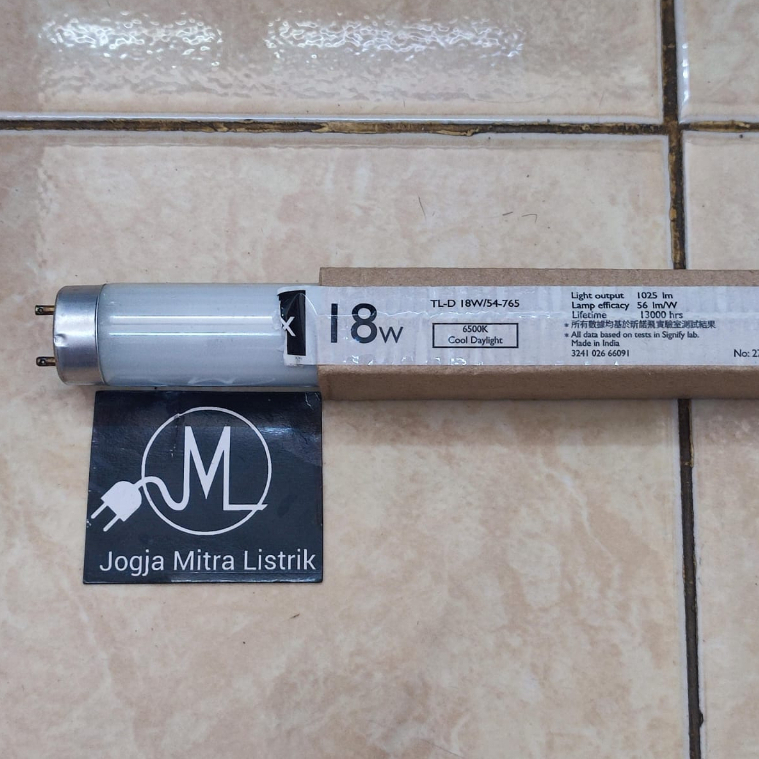 X
18W
TL-D 18W/54-765
6500K
Cool Daylight
Light output 1025 lm
Lamp efficacy 56 lm/W
Lifetime 13000 hrs
* 所有數據均基於昕諾飛實驗室測試結果
* All data based on tests in Signify lab.
Made in India
3241 026 66091
No:
ML
Jogja Mitra Listrik